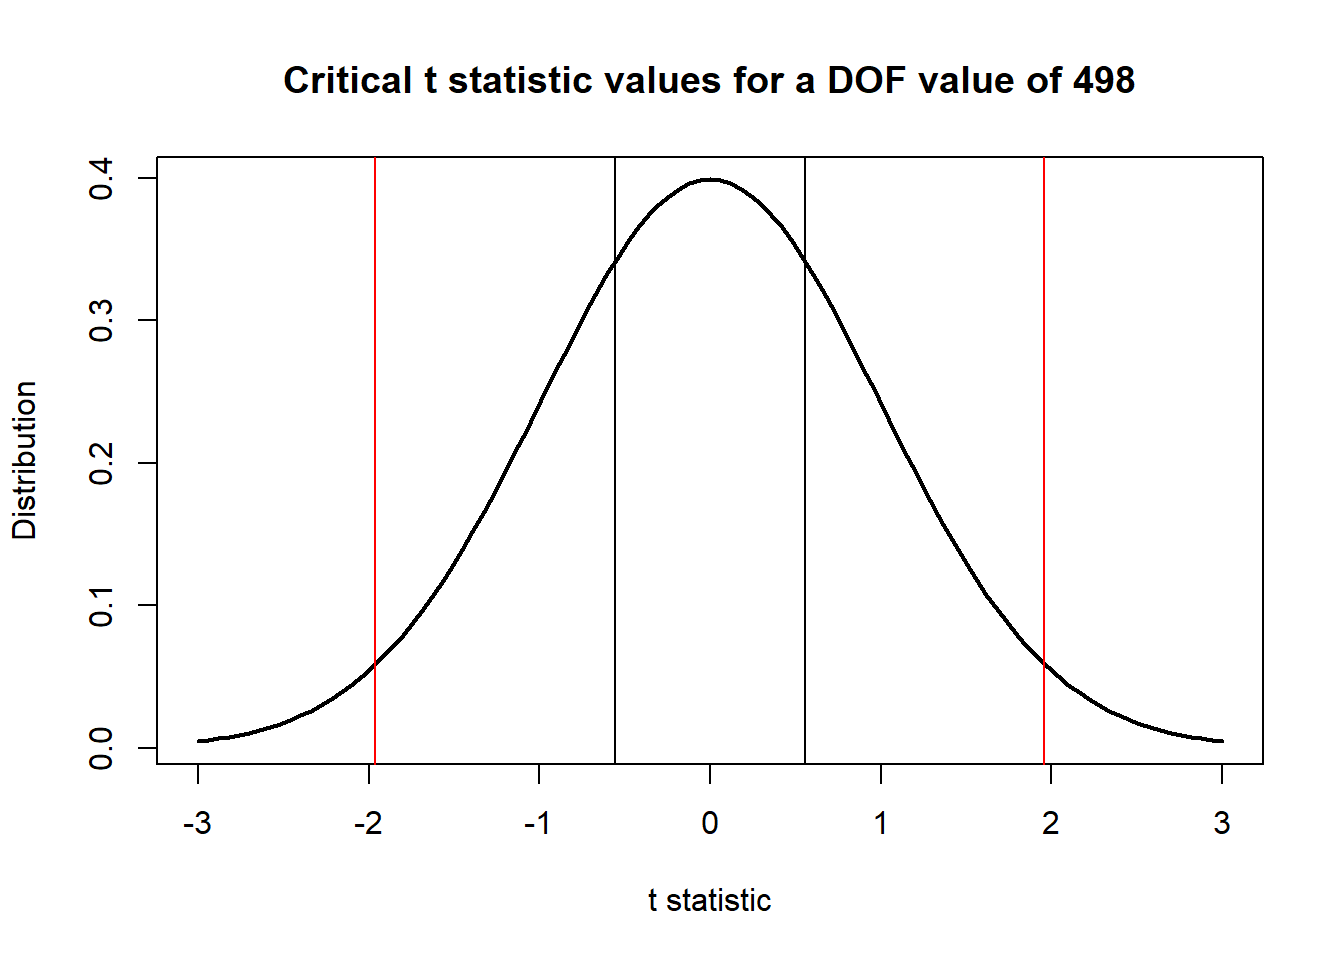 Critical t statistic values for a DOF value of 498
Distribution
0.4
0.3
0.2
0.1
0.0
-3 -2 -1 0 1 2 3
t statistic